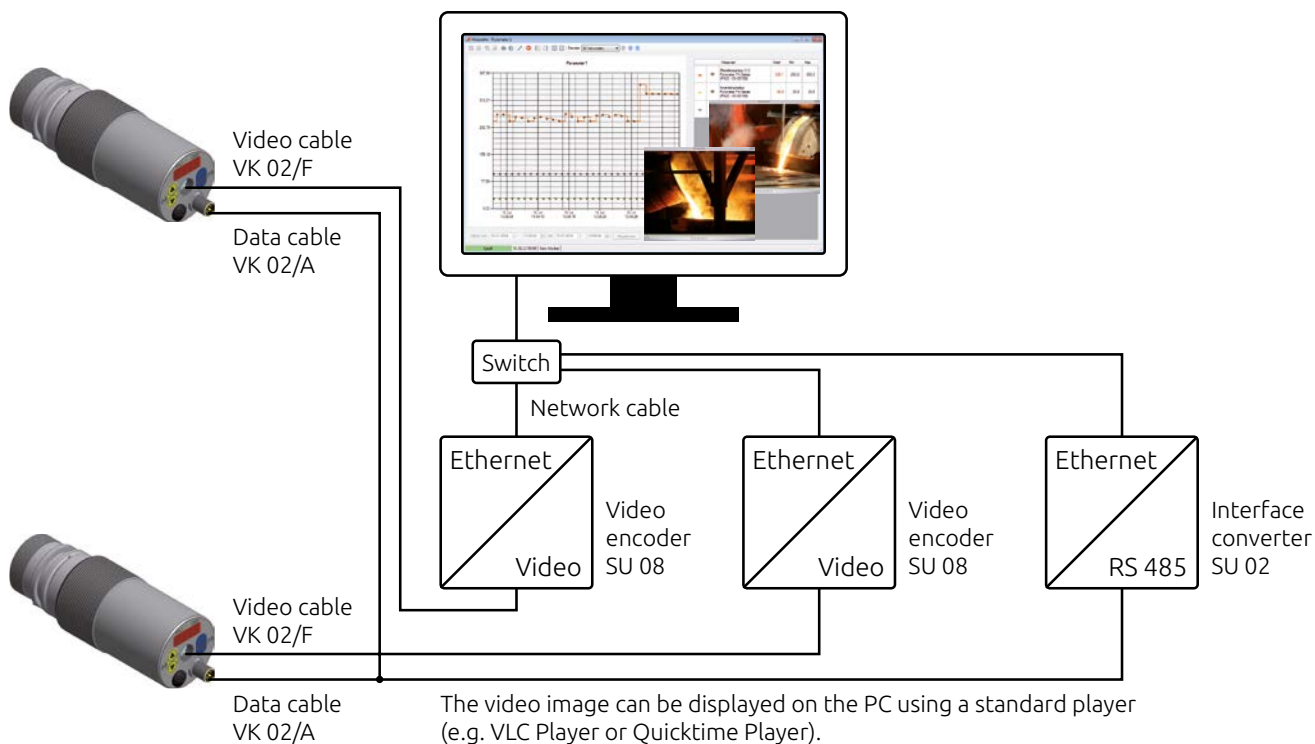 Video cable
VK 02/F
Data cable
VK 02/A
Switch
Network cable
Ethernet
Video
Video
encoder
SU 08
Ethernet
Video
Video
encoder
SU 08
Ethernet
RS 485
Interface
converter
SU 02
Video cable
VK 02/F
Data cable
VK 02/A
The video image can be displayed on the PC using a standard player
(e.g. VLC Player or Quicktime Player).